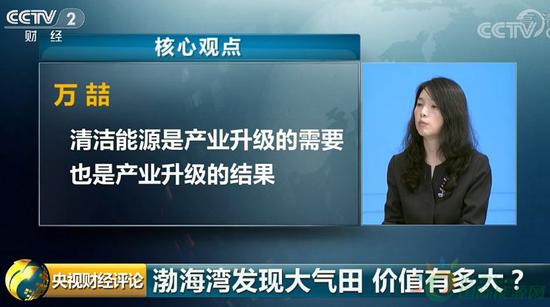 CCTV 2
财 经
CCTV
核心观点
万 喆
清洁能源是产业升级的需要
也是产业升级的结果
央视财经评论
渤海湾发现大气田 价值有多大？